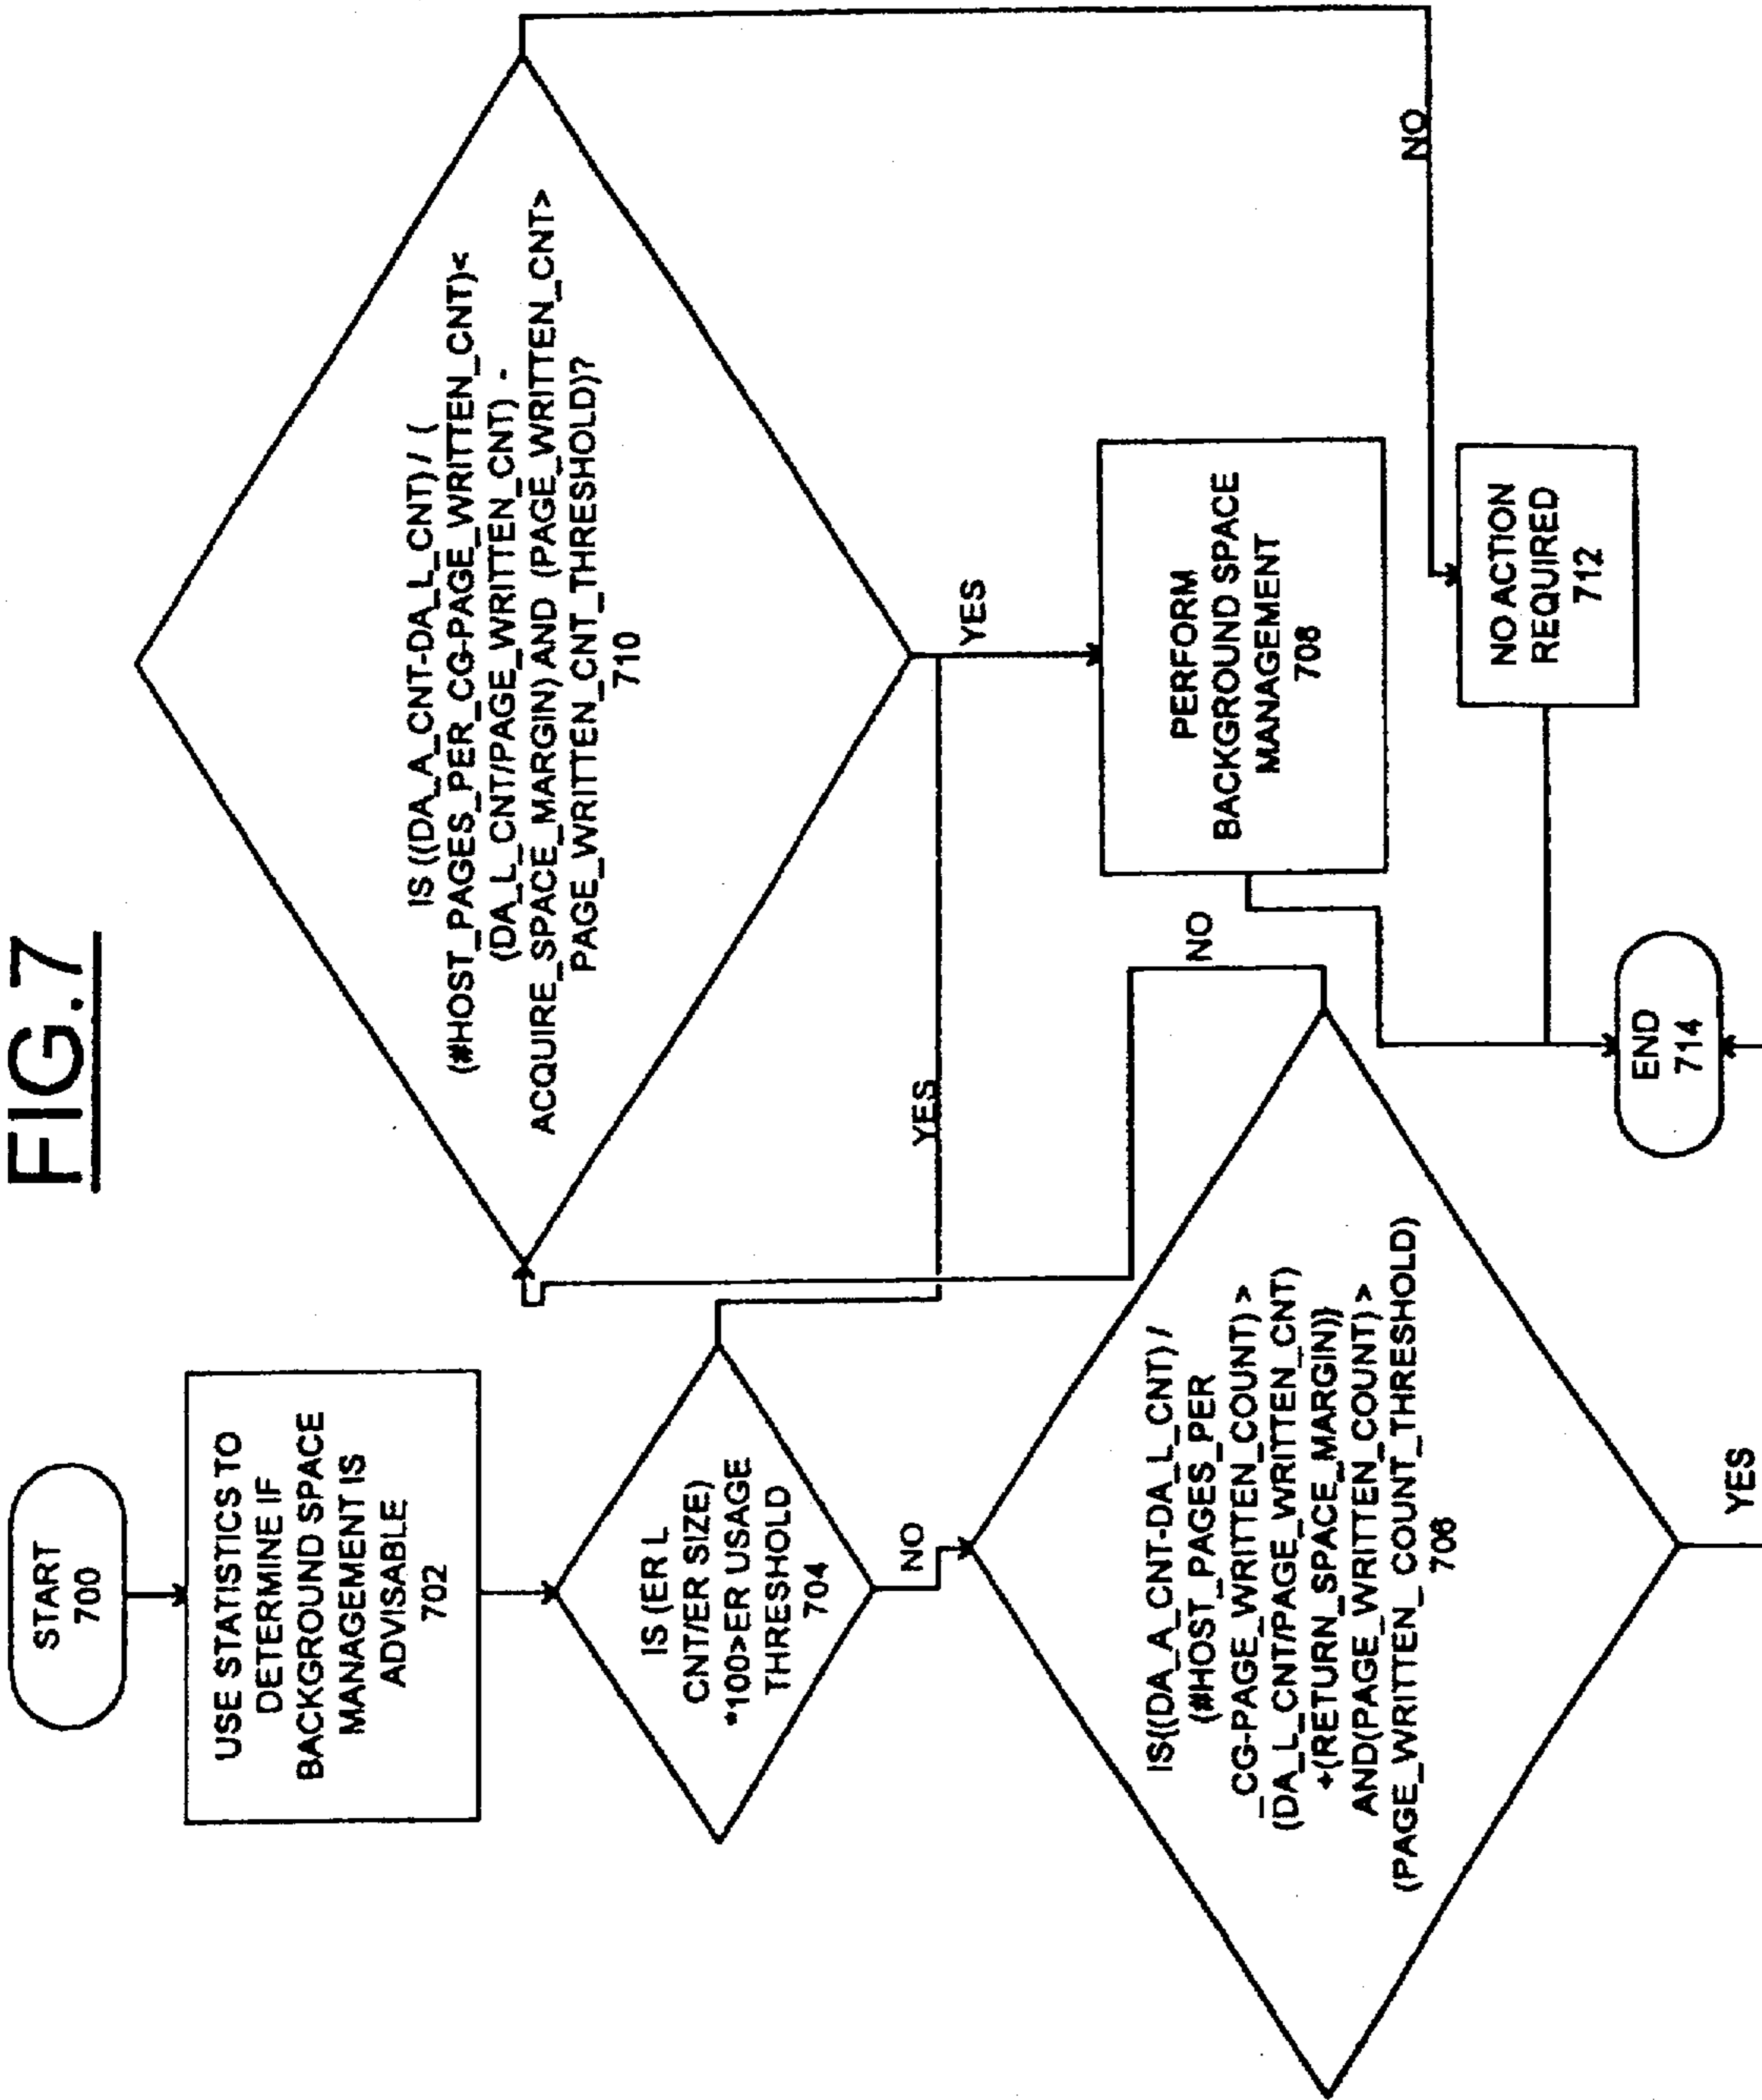 FIG.7
START
700
USE STATISTICS TO
DETERMINE IF
BACKGROUND SPACE
MANAGEMENT IS
ADVISABLE
702
IS (ER L
CNT/ER SIZE)
*100>ER USAGE
THRESHOLD
704
YES
NO
IS((DA_A_CNT-DA_L_CNT) /
(#HOST_PAGES_PER
_CG-PAGE_WRITTEN_COUNT) >
(DA_L_CNT/PAGE_WRITTEN_CNT)
+(RETURN_SPACE_MARGIN)}
AND(PAGE_WRITTEN_COUNT) >
(PAGE_WRITTEN_ COUNT_THRESHOLD)
706
NO
YES
IS ((DA_A_CNT-DA_L_CNT) / (
(#HOST_PAGES_PER_CG-PAGE_WRITTEN_CNT)<
(DA_L_CNT/PAGE_WRITTEN_CNT) -
ACQUIRE_SPACE_MARGIN) AND (PAGE_WRITTEN_CNT>
PAGE_WRITTEN_CNT_THRESHOLD)?
710
YES
NO
PERFORM
BACKGROUND SPACE
MANAGEMENT
708
NO ACTION
REQUIRED
712
END
714